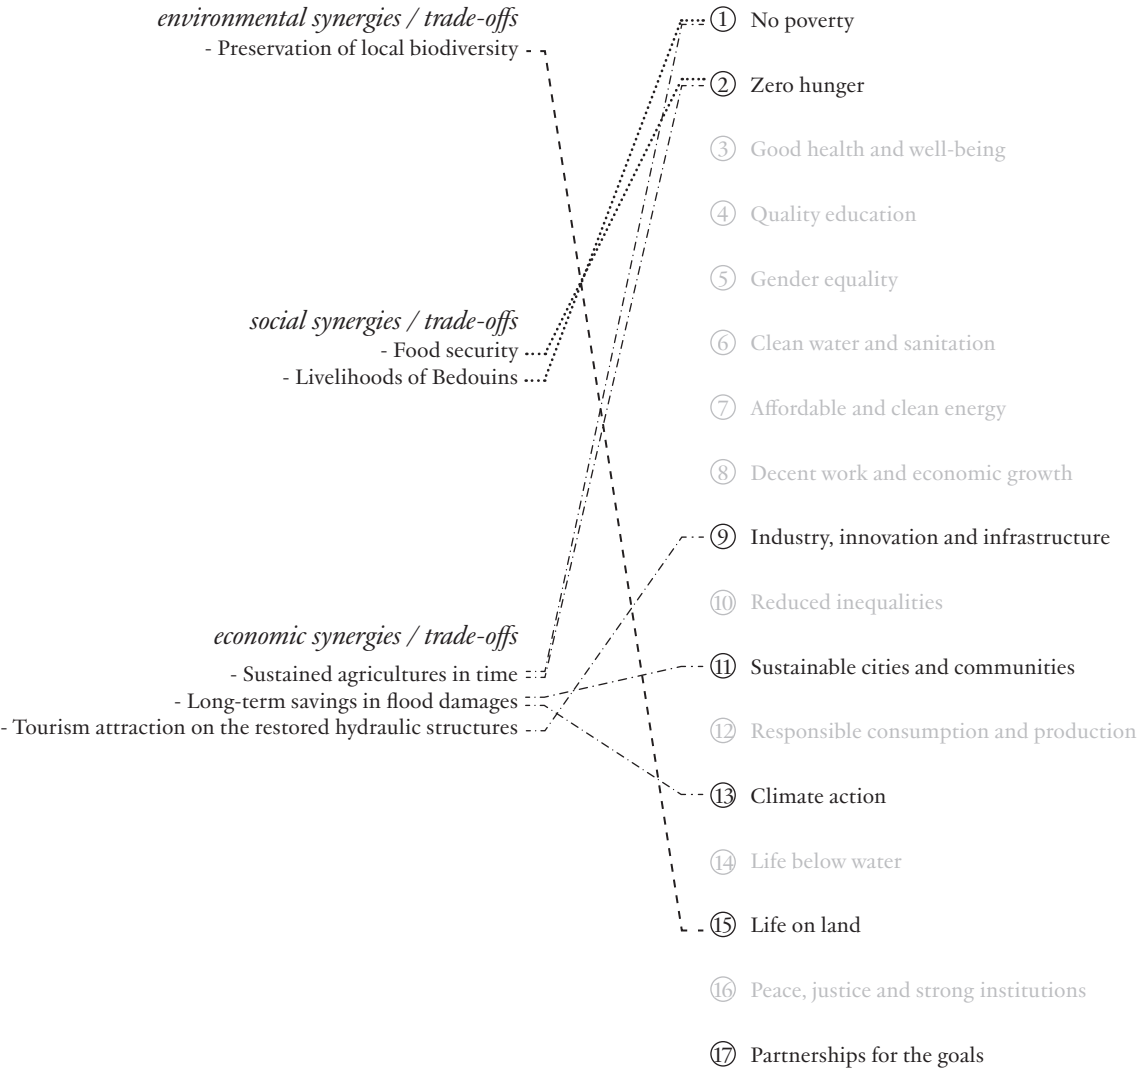 environmental synergies / trade-offs
- Preservation of local biodiversity
social synergies / trade-offs
- Food security
- Livelihoods of Bedouins
economic synergies / trade-offs
- Sustained agricultures in time
- Long-term savings in flood damages
- Tourism attraction on the restored hydraulic structures
1 No poverty
2 Zero hunger
3 Good health and well-being
4 Quality education
5 Gender equality
6 Clean water and sanitation
7 Affordable and clean energy
8 Decent work and economic growth
9 Industry, innovation and infrastructure
10 Reduced inequalities
11 Sustainable cities and communities
12 Responsible consumption and production
13 Climate action
14 Life below water
15 Life on land
16 Peace, justice and strong institutions
17 Partnerships for the goals